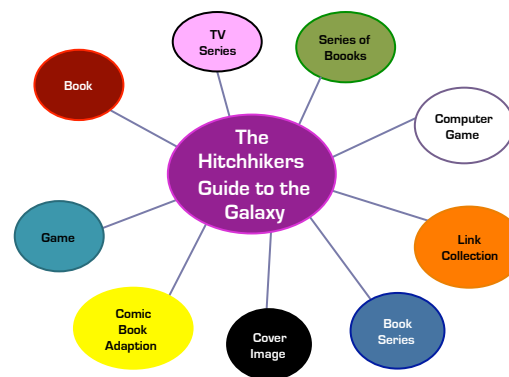 TV
Series
Series of
Boooks
Book
Computer
Game
The
Hitchhikers
Guide to the
Galaxy
Game
Link
Collection
Comic
Book
Adaption
Cover
Image
Book
Series